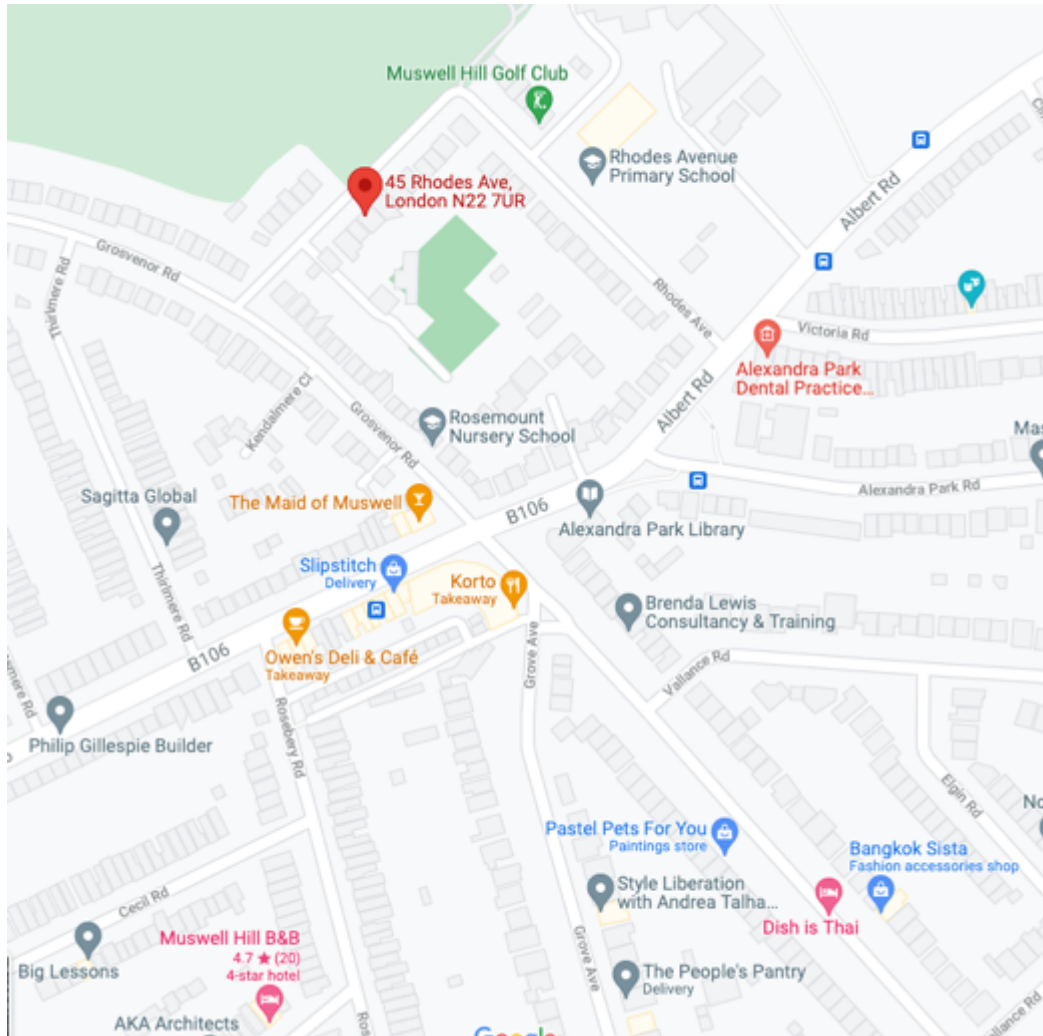 Muswell Hill Golf Club
Rhodes Avenue
Primary School
45 Rhodes Ave,
London N22 7UR
Albert Rd
Grosvenor Rd
Thirlmere Rd
Rhodes Ave
Victoria Rd
Alexandra Park
Dental Practice...
Albert Rd
Kendalmere Cl
Grosvenor Rd
Rosemount
Nursery School
Mas
Alexandra Park Rd
Sagitta Global
The Maid of Muswell
B106
Alexandra Park Library
Slipstitch
Delivery
Korto
Takeaway
Thirlmere Rd
Brenda Lewis
Consultancy & Training
B106
Owen's Deli & Café
Takeaway
Grove Ave
Vallance Rd
Philip Gillespie Builder
Rosebery Rd
Elgin Rd
No
Pastel Pets For You
Paintings store
Bangkok Sista
Fashion accessories shop
Style Liberation
with Andrea Talha...
Cecil Rd
Dish is Thai
Muswell Hill B&B
4.7 ★ (20)
4-star hotel
Big Lessons
Grove Ave
The People's Pantry
Delivery
AKA Architects